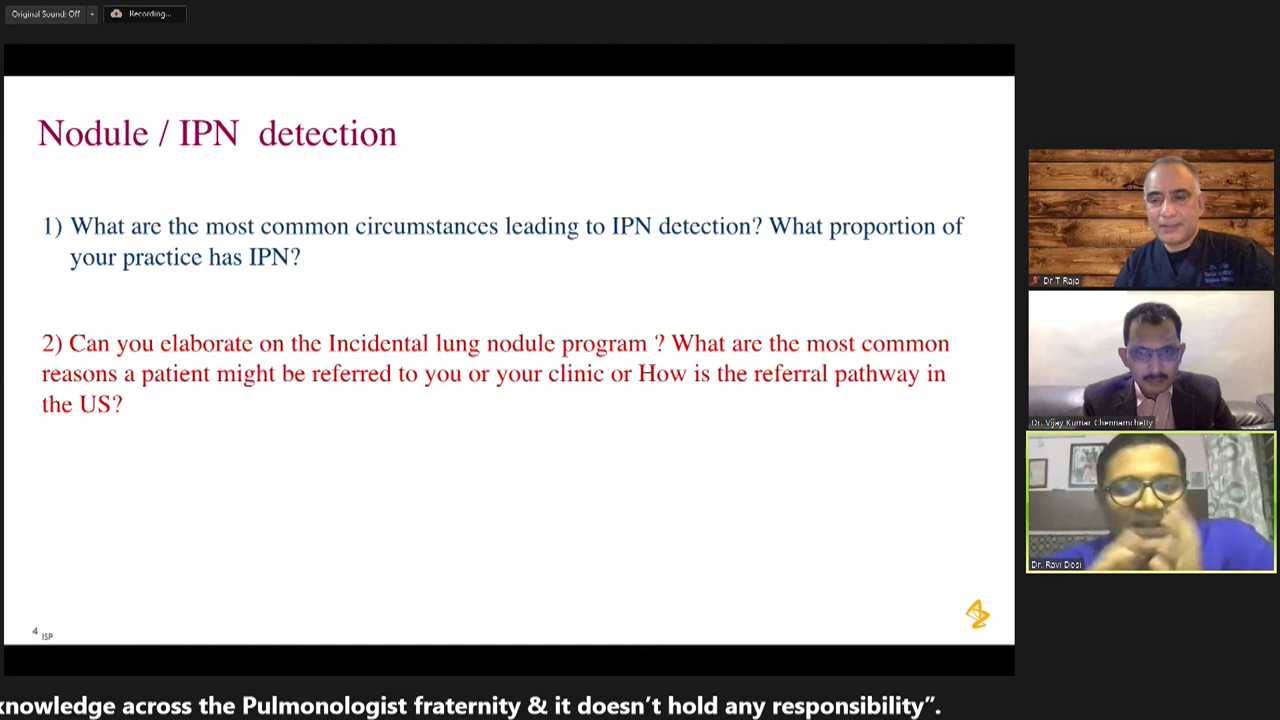 Original Sound: Off
Recording...
Nodule / IPN detection
1) What are the most common circumstances leading to IPN detection? What proportion of
your practice has IPN?
2) Can you elaborate on the Incidental lung nodule program ? What are the most common
reasons a patient might be referred to you or your clinic or How is the referral pathway in
the US?
4 ISP
Dr T Raja
Dr. Vijay Kumar Chennamchetty
Dr. Ravi Dosi
knowledge across the Pulmonologist fraternity & it doesn't hold any responsibility”.